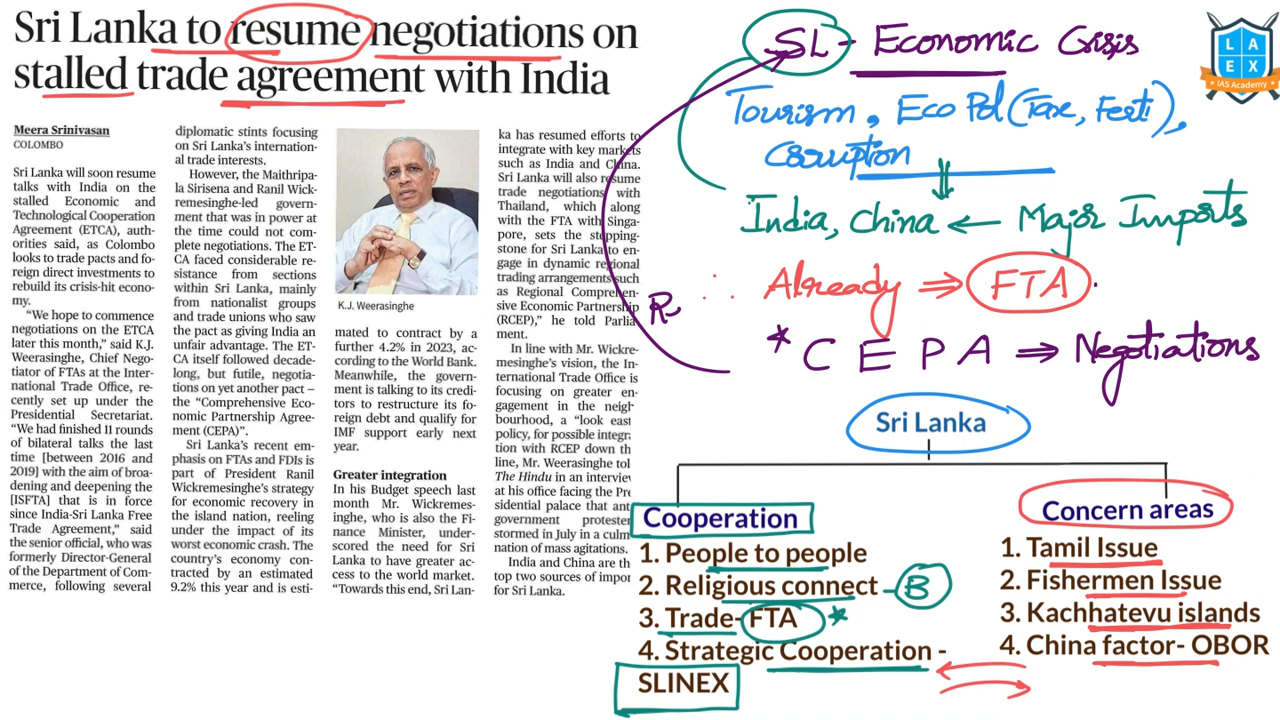 Sri Lanka to resume negotiations on
stalled trade agreement with India
Meera Srinivasan
COLOMBO
Sri Lanka will soon resume
talks with India on the
stalled Economic and
Technological Cooperation
Agreement (ETCA), auth-
orities said, as Colombo
looks to trade pacts and fo-
reign direct investments to
rebuild its crisis-hit econo-
my.
"We hope to commence
negotiations on the ETCA
later this month," said K.J.
Weerasinghe, Chief Nego-
tiator of FTAs at the Inter-
national Trade Office, re-
cently set up under the
Presidential Secretariat.
"We had finished 11 rounds
of bilateral talks the last
time [between 2016 and
2019] with the aim of broa-
dening and deepening the
[ISFTA] that is in force
since India-Sri Lanka Free
Trade Agreement," said
the senior official, who was
formerly Director-General
of the Department of Com-
merce, following several
diplomatic stints focusing
on Sri Lanka's internation-
al trade interests.
However, the Maithripa-
la Sirisena and Ranil Wick-
remesinghe-led govern-
ment that was in power at
the time could not com-
plete negotiations. The ET-
CA faced considerable re-
sistance from sections
within Sri Lanka, mainly
from nationalist groups
and trade unions who saw
the pact as giving India an
unfair advantage. The ET-
CA itself followed decade-
long, but futile, negotia-
tions on yet another pact –
the "Comprehensive Eco-
nomic Partnership Agree-
ment (CEPA)".
Sri Lanka's recent em-
phasis on FTAs and FDIs is
part of President Ranil
Wickremesinghe's strategy
for economic recovery in
the island nation, reeling
under the impact of its
worst economic crash. The
country's economy con-
tracted by an estimated
9.2% this year and is esti-
K.J. Weerasinghe
mated to contract by a
further 4.2% in 2023, ac-
cording to the World Bank.
Meanwhile, the govern-
ment is talking to its credi-
tors to restructure its fo-
reign debt and qualify for
IMF support early next
year.
Greater integration
In his Budget speech last
month Mr. Wickremes-
inghe, who is also the Fi-
nance Minister, under-
scored the need for Sri
Lanka to have greater ac-
cess to the world market.
"Towards this end, Sri Lan-
ka has resumed efforts to
integrate with key markets
such as India and China.
Sri Lanka will also resume
trade negotiations with
Thailand, which along
with the FTA with Singa-
pore, sets the stepping-
stone for Sri Lanka to en-
gage in dynamic regional
trading arrangements such
as Regional Comprehen-
sive Economic Partnership
(RCEP)," he told Parlia-
ment.
In line with Mr. Wickre-
mesinghe's vision, the In-
ternational Trade Office is
focusing on greater en-
gagement in the neigh-
bourhood, a "look east
policy, for possible integra
tion with RCEP down th
line, Mr. Weerasinghe tol
The Hindu in an interview
at his office facing the Pre
sidential palace that ant
government protester
stormed in July in a culm
nation of mass agitations.
India and China are th
top two sources of impor
for Sri Lanka.
SL - Economic Crisis
Tourism, Eco Pol (Tax, Ferti),
Corruption
India, China ← Major Imports
∴ Already ⇒ FTA.
R
* C E P A ⇒ Negotiations
Sri Lanka
Cooperation
1. People to people
2. Religious connect - B
3. Trade- FTA *
4. Strategic Cooperation -
SLINEX
Concern areas
1. Tamil Issue
2. Fishermen Issue
3. Kachhatevu islands
4. China factor- OBOR
L A
E X
IAS Academy